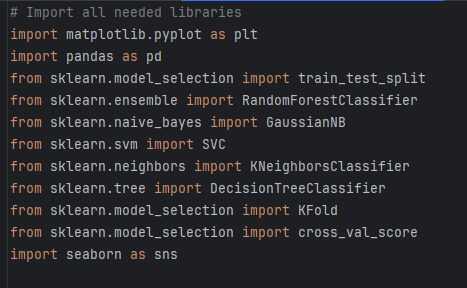 # Import all needed libraries
import matplotlib.pyplot as plt
import pandas as pd
from sklearn.model_selection import train_test_split
from sklearn.ensemble import RandomForestClassifier
from sklearn.naive_bayes import GaussianNB
from sklearn.svm import SVC
from sklearn.neighbors import KNeighborsClassifier
from sklearn.tree import DecisionTreeClassifier
from sklearn.model_selection import KFold
from sklearn.model_selection import cross_val_score
import seaborn as sns